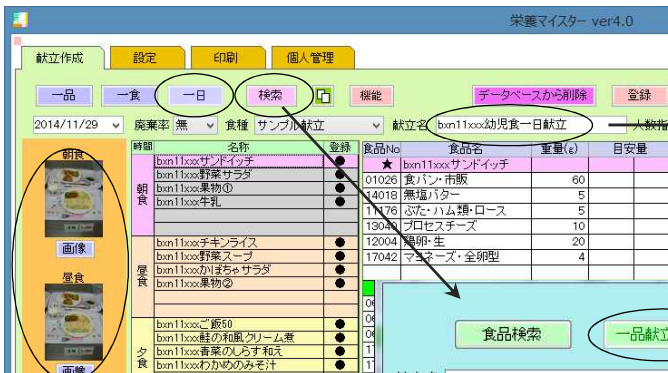 栄養マイスター ver4.0
献立作成 設定 印刷 個人管理
一品 一食 一日 検索 機能 データベースから削除 登録
2014/11/29 廃棄率 無 食種 サンプル献立 献立名 bxn11xxx幼児食一日献立 人数指
朝食
画像
昼食
画像
時間 名称 登録
朝食
bxn11xxxサンドイッチ ●
bxn11xxx野菜サラダ ●
bxn11xxx果物① ●
bxn11xxx牛乳 ●
昼食
bxn11xxxチキンライス ●
bxn11xxx野菜スープ ●
bxn11xxxかぼちゃサラダ ●
bxn11xxx果物② ●
夕食
bxn11xxxご飯50 ●
bxn11xxx鮭の和風クリーム煮 ●
bxn11xxx青菜のしらす和え ●
bxn11xxxわかめのみそ汁 ●
食品No 食品名 重量(g) 目安量
★ bxn11xxxサンドイッチ
01026 食パン・市販 60
14018 無塩バター 5
11176 ぶた・ハム類・ロース 5
13040 プロセスチーズ 10
12004 鶏卵・生 20
17042 マヨネーズ・全卵型 4
食品検索 一品献立